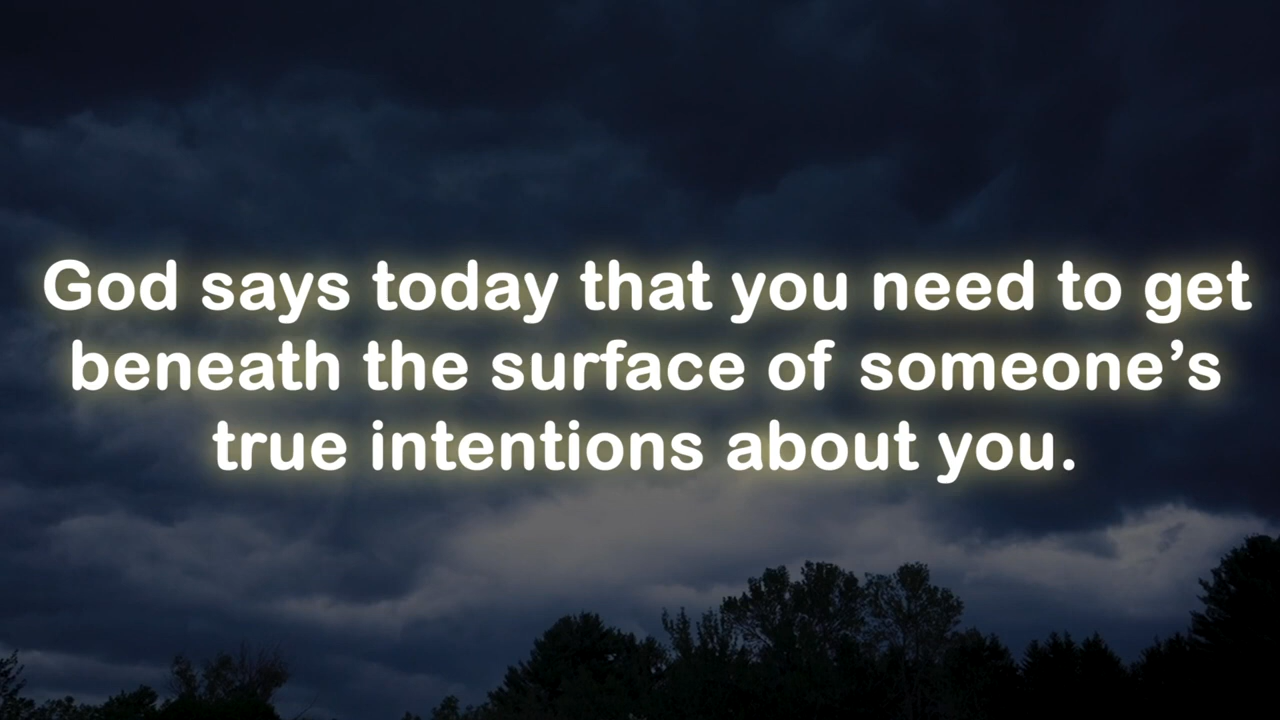 God says today that you need to get
beneath the surface of someone’s
true intentions about you.